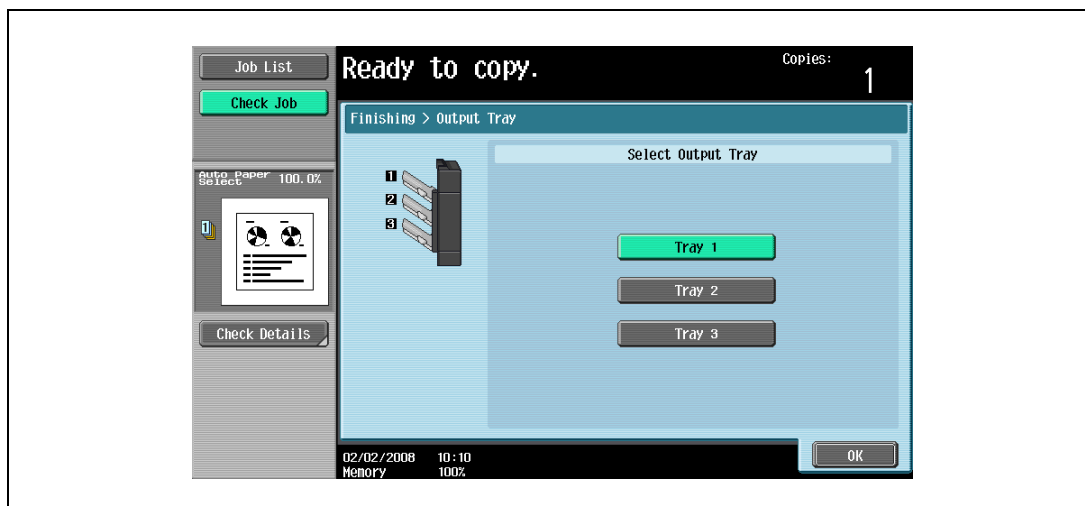 Job List
Check Job
Auto Paper
Select 100.0%
1
Check Details
Ready to copy.
Copies:
1
Finishing > Output Tray
1
2
3
Select Output Tray
Tray 1
Tray 2
Tray 3
02/02/2008 10:10
Memory 100%
OK